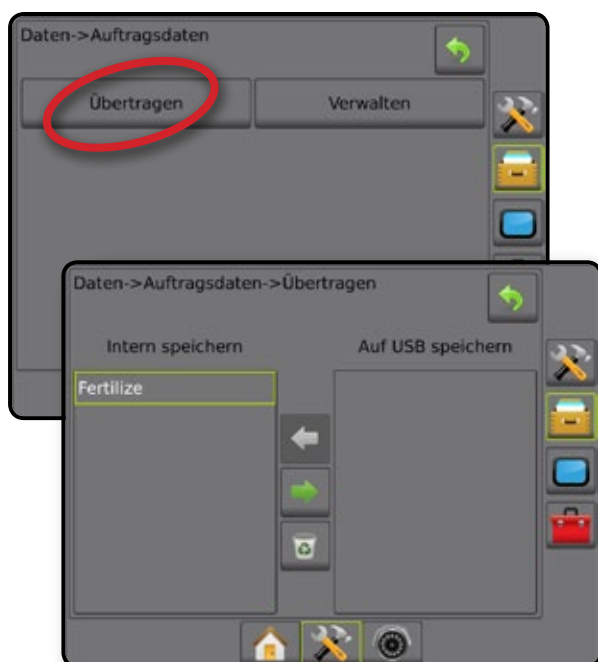 Daten->Auftragsdaten
Übertragen Verwalten
Daten->Auftragsdaten->Übertragen
Intern speichern Auf USB speichern
Fertilize